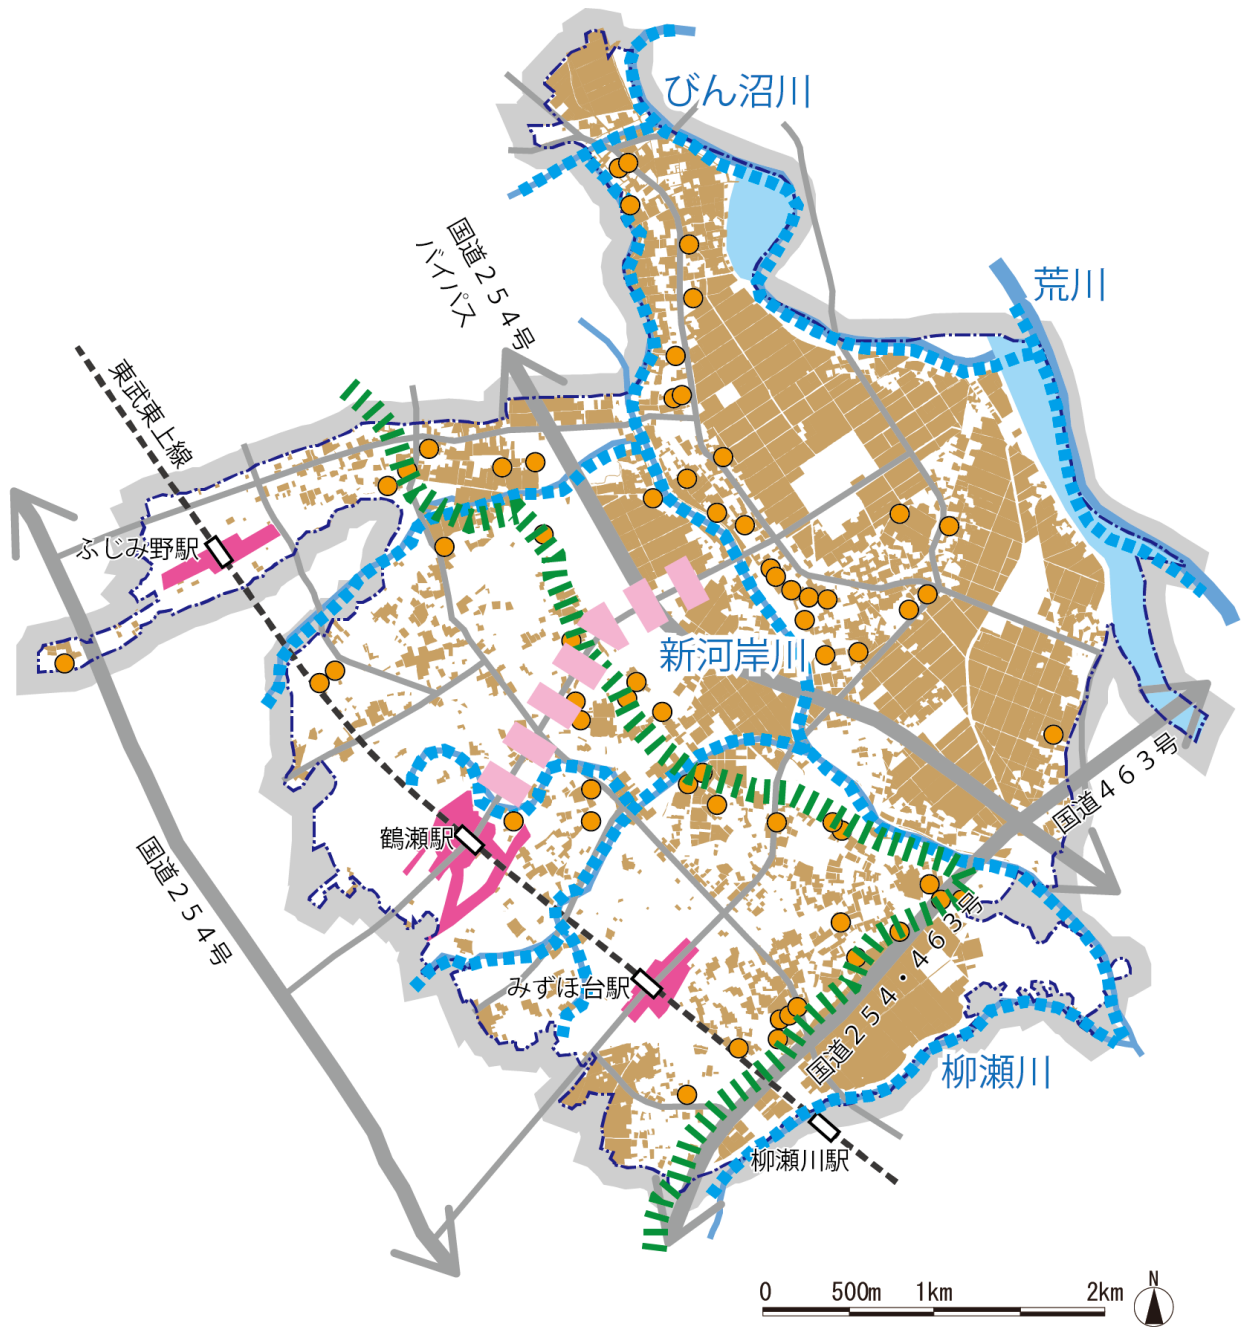 びん沼川
国道２５４号
バイパス
荒川
東武東上線
ふじみ野駅
新河岸川
国道４６３号
国道２５４号
鶴瀬駅
みずほ台駅
国道２５４・４６３号
柳瀬川
柳瀬川駅
0 500m 1km 2km
N